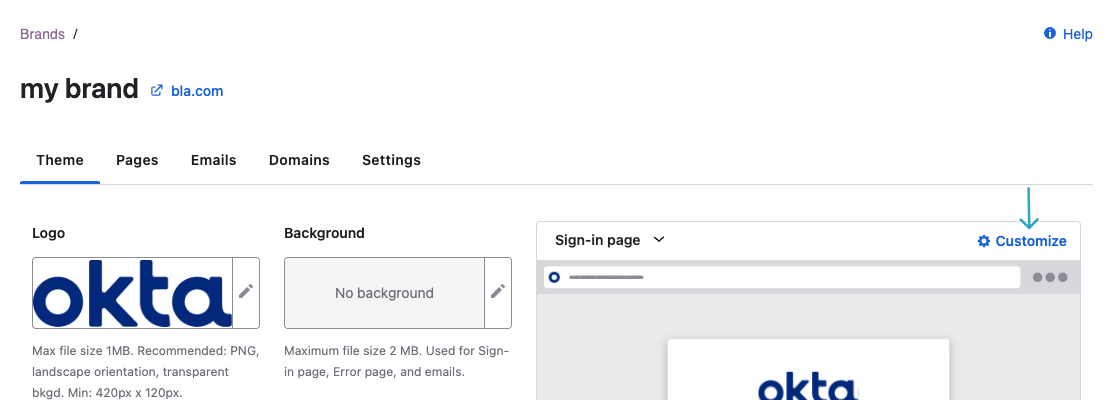 Brands /
Help
my brand bla.com
Theme Pages Emails Domains Settings
Logo
Background
Sign-in page
Customize
okta
No background
Max file size 1MB. Recommended: PNG,
landscape orientation, transparent
bkgd. Min: 420px x 120px.
Maximum file size 2 MB. Used for Sign-
in page, Error page, and emails.
okta